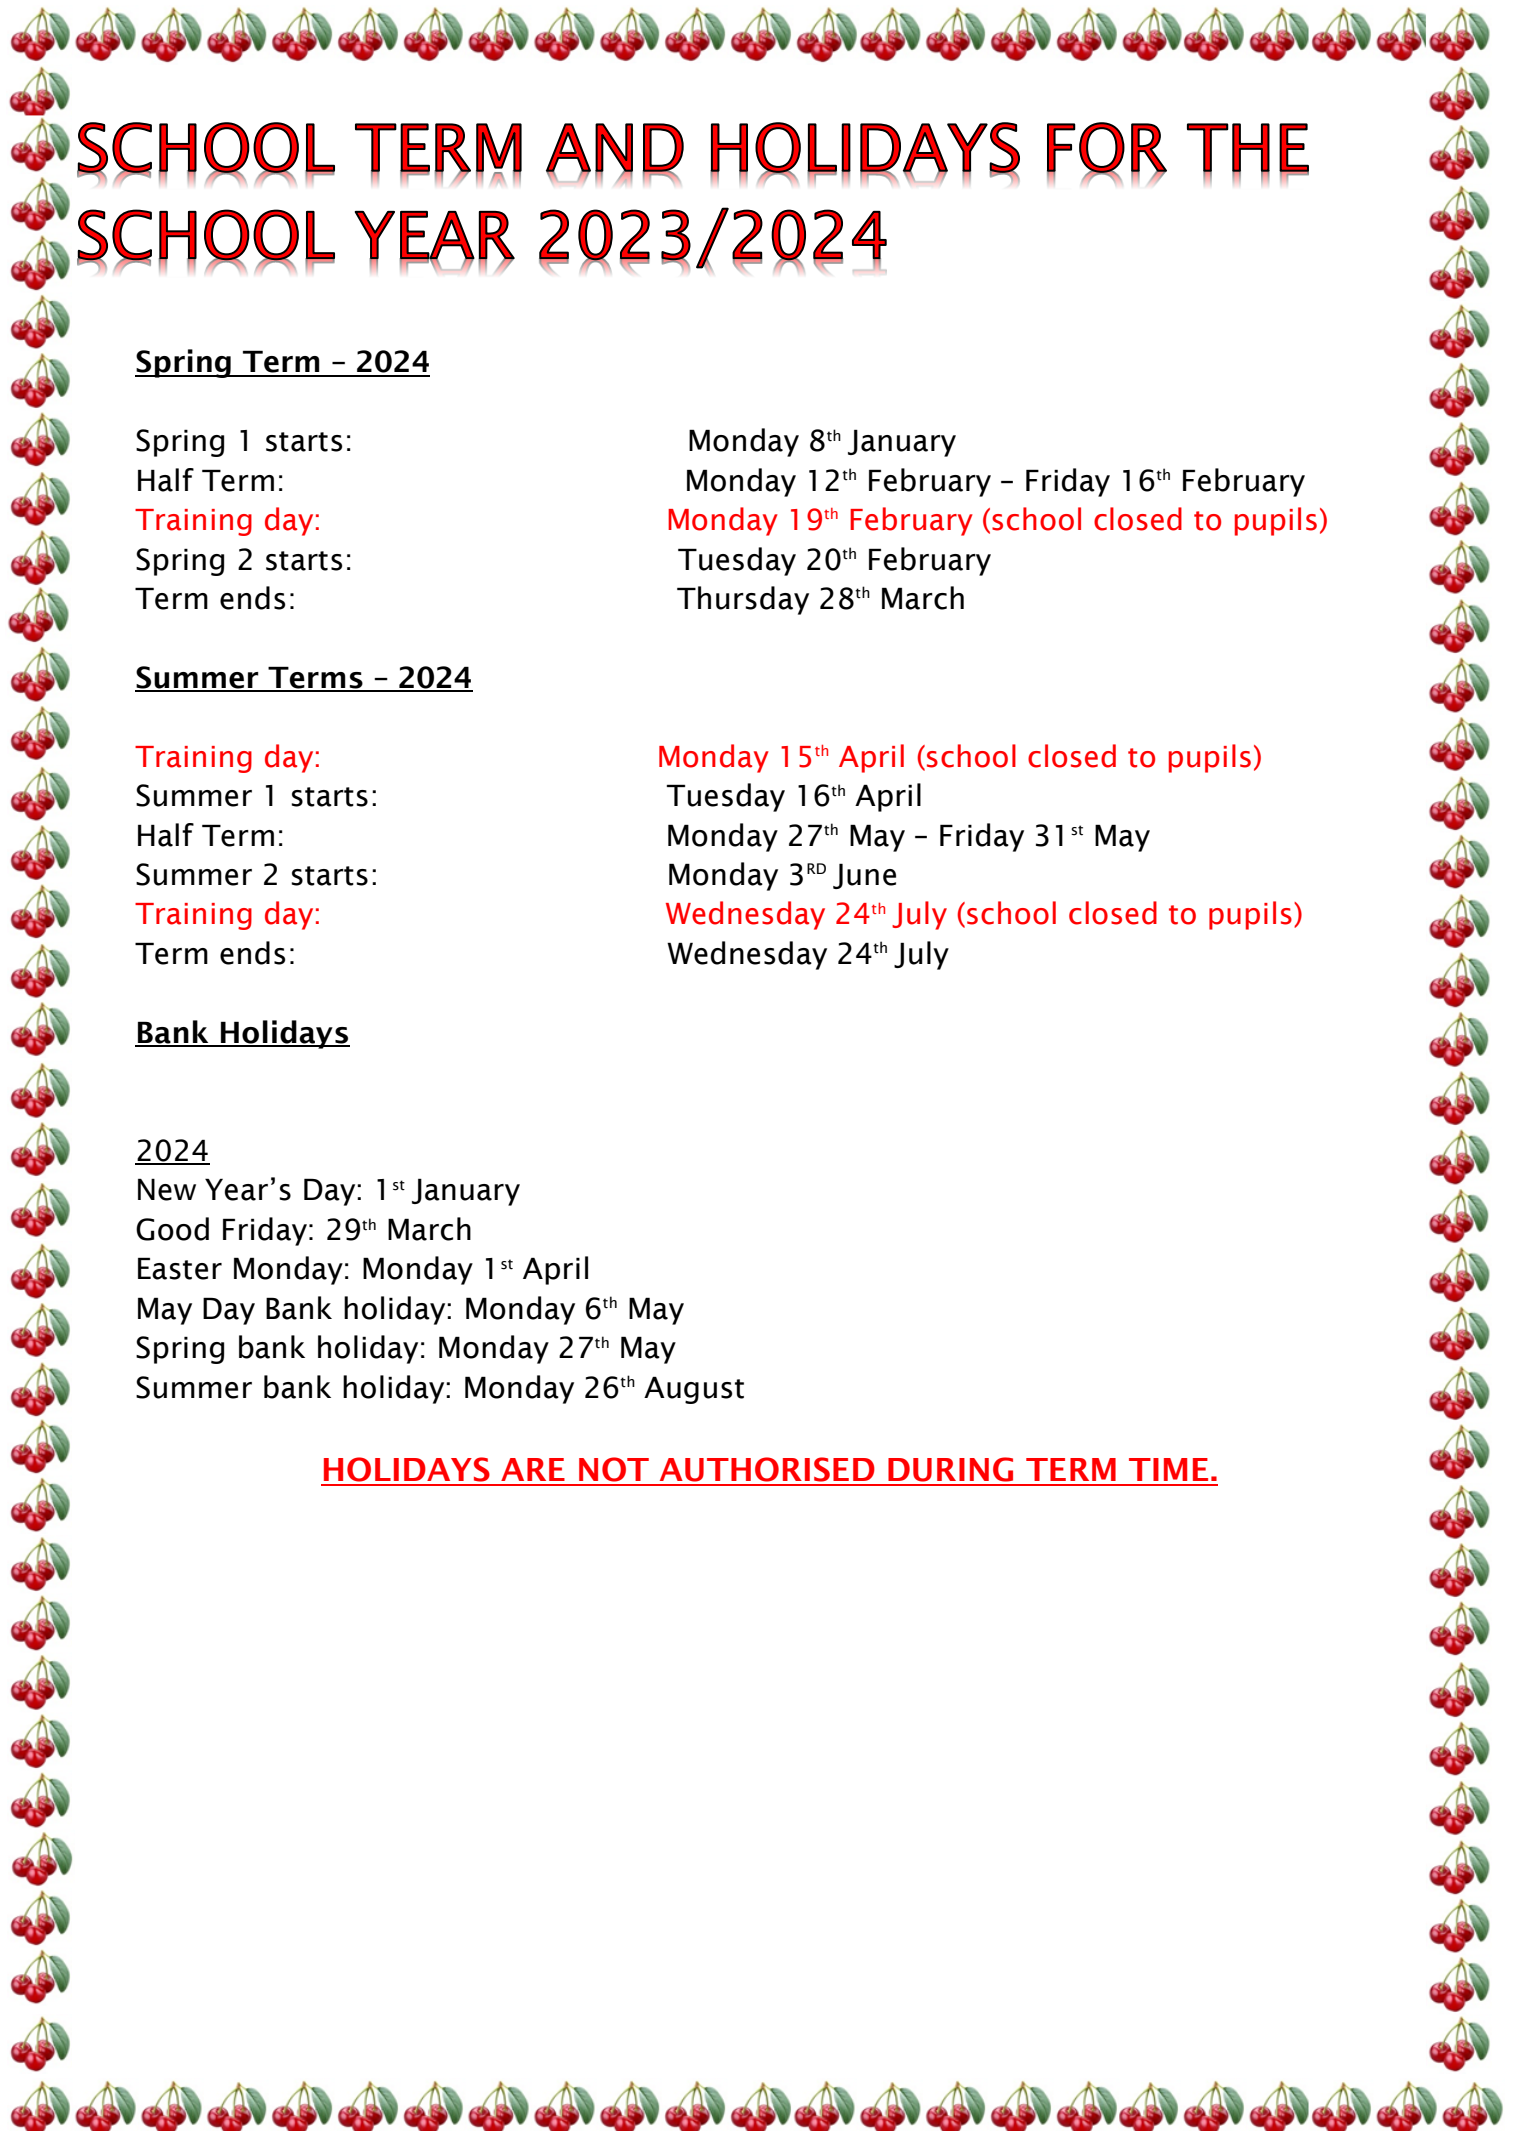 SCHOOL TERM AND HOLIDAYS FOR THE
SCHOOL YEAR 2023/2024
Spring Term – 2024
Spring 1 starts: Monday 8th January
Half Term: Monday 12th February – Friday 16th February
Training day: Monday 19th February (school closed to pupils)
Spring 2 starts: Tuesday 20th February
Term ends: Thursday 28th March
Summer Terms – 2024
Training day: Monday 15th April (school closed to pupils)
Summer 1 starts: Tuesday 16th April
Half Term: Monday 27th May – Friday 31st May
Summer 2 starts: Monday 3RD June
Training day: Wednesday 24th July (school closed to pupils)
Term ends: Wednesday 24th July
Bank Holidays
2024
New Year’s Day: 1st January
Good Friday: 29th March
Easter Monday: Monday 1st April
May Day Bank holiday: Monday 6th May
Spring bank holiday: Monday 27th May
Summer bank holiday: Monday 26th August
HOLIDAYS ARE NOT AUTHORISED DURING TERM TIME.